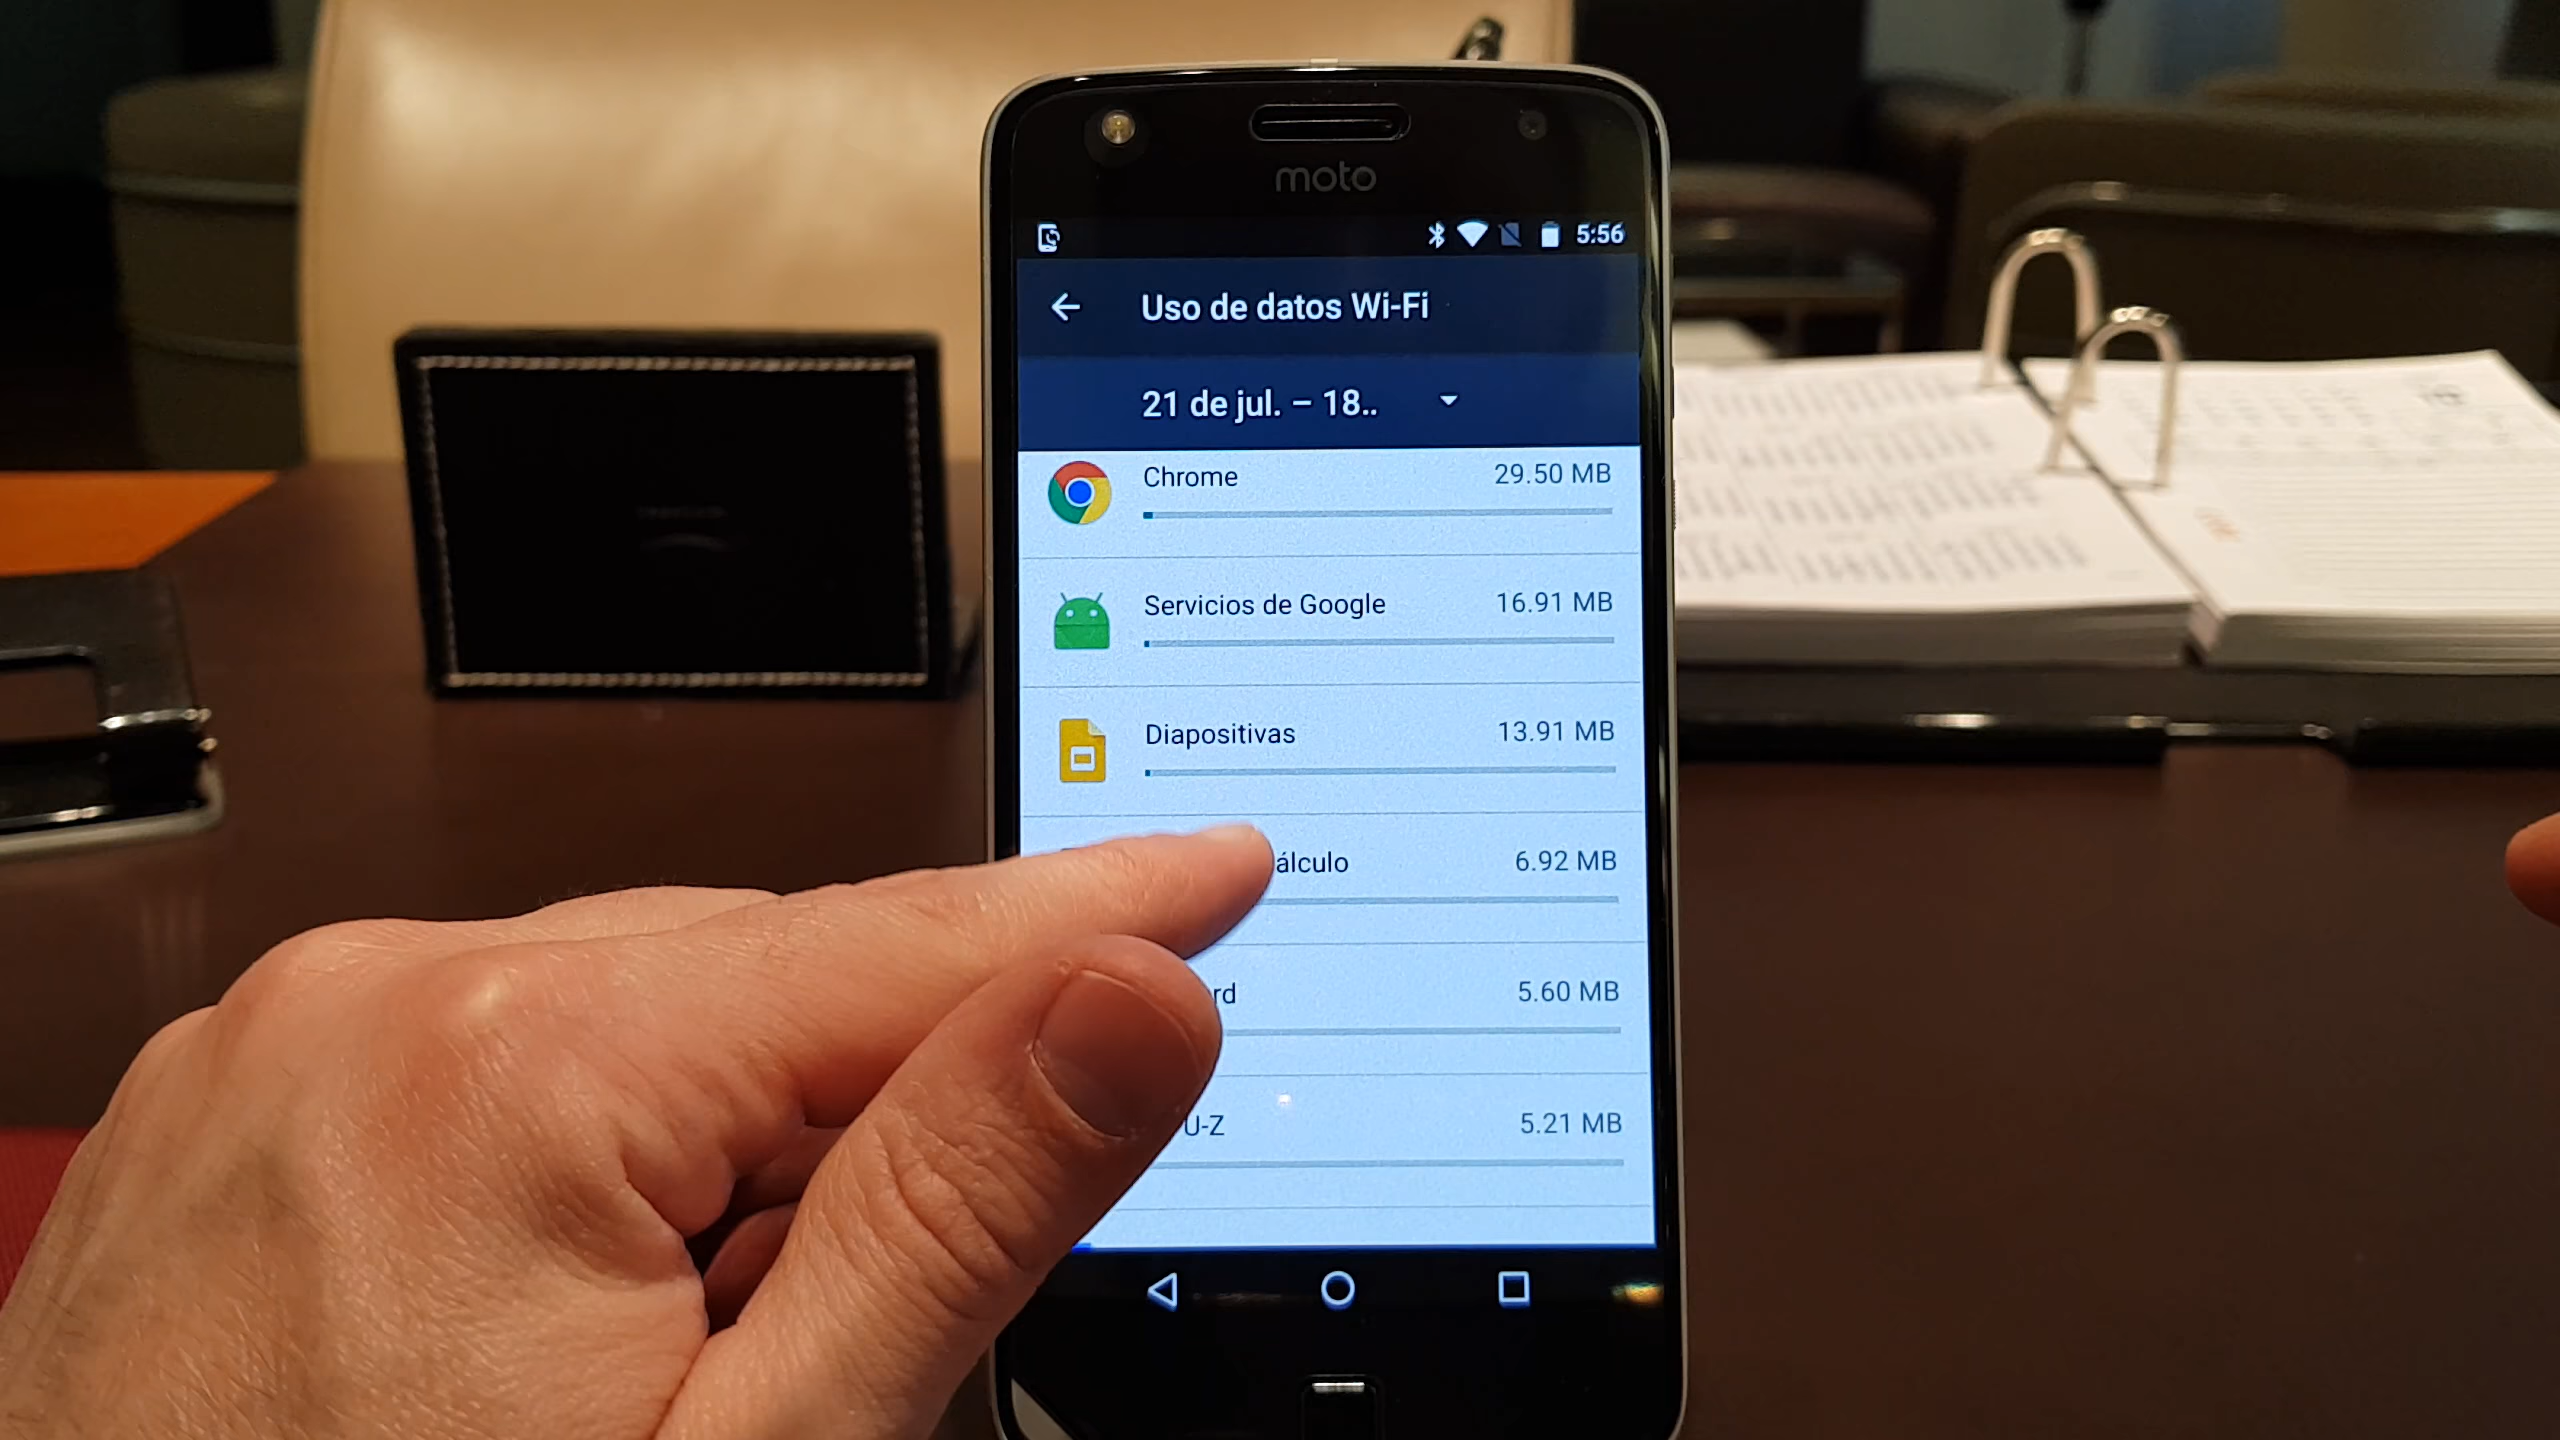 moto
5:56
Uso de datos Wi-Fi
21 de jul. – 18..
Chrome 29.50 MB
Servicios de Google 16.91 MB
Diapositivas 13.91 MB
álculo 6.92 MB
rd 5.60 MB
U-Z 5.21 MB